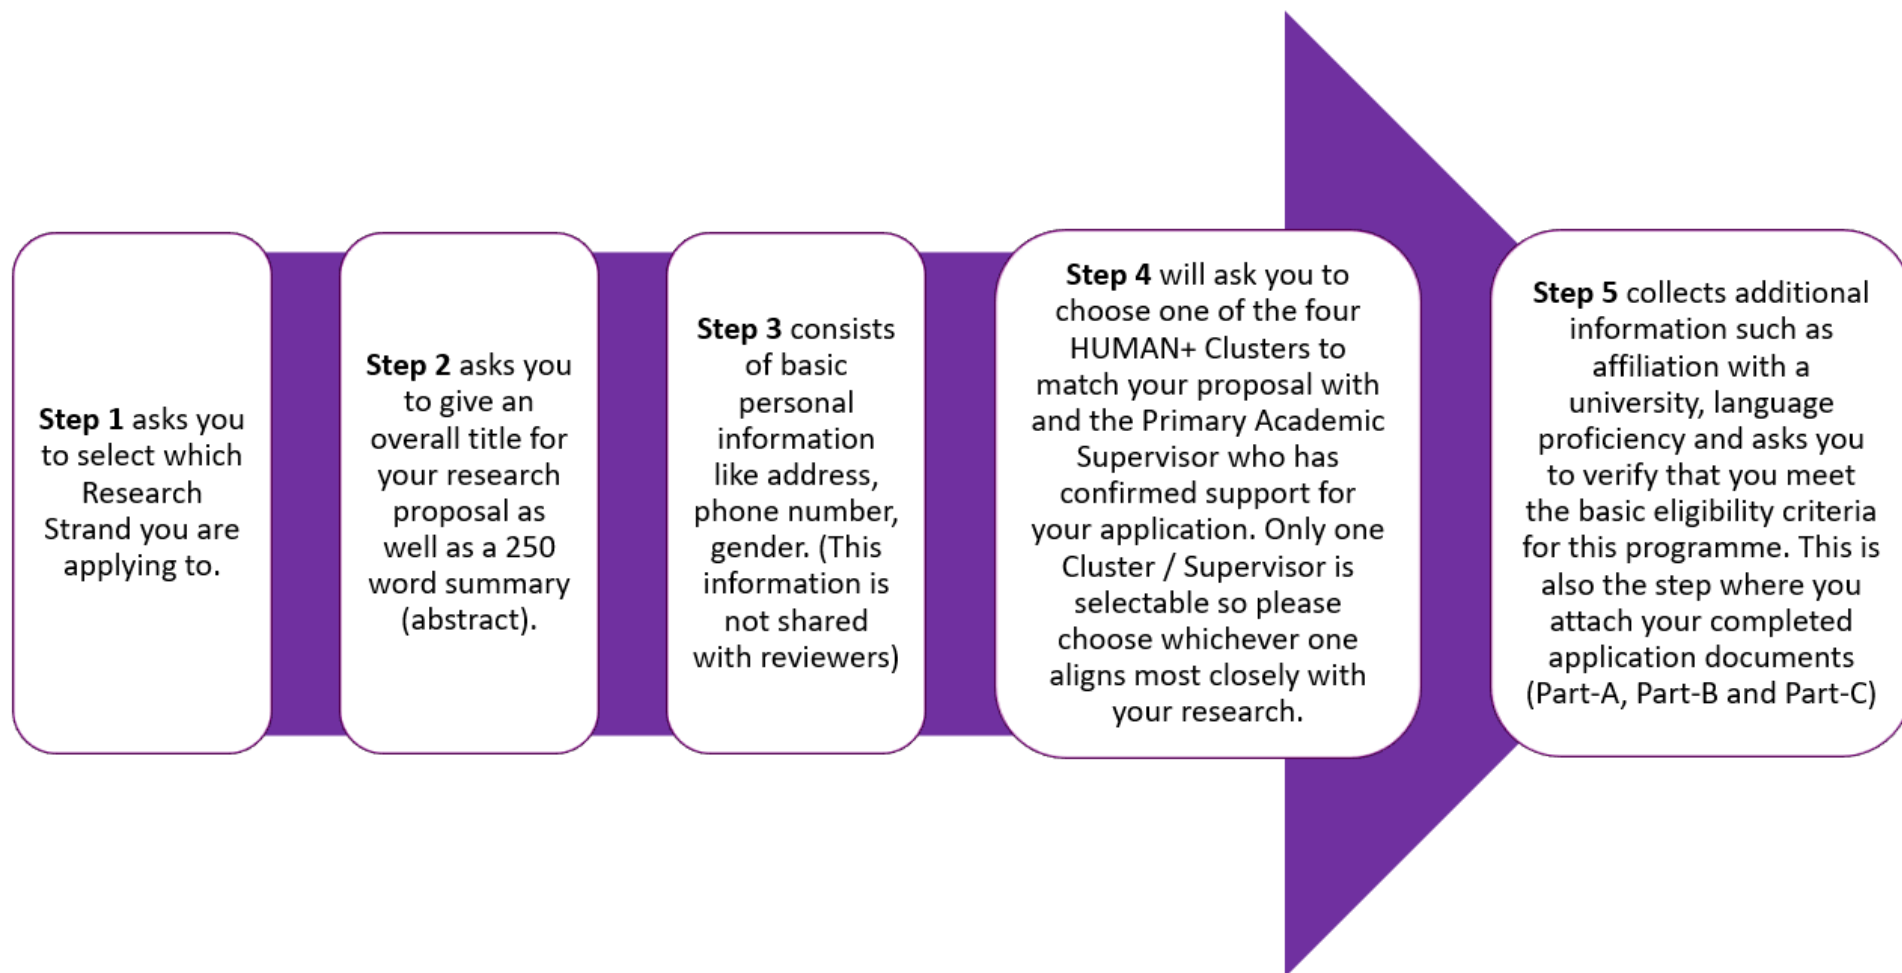 Step 1 asks you
to select which
Research
Strand you are
applying to.
Step 2 asks you
to give an
overall title for
your research
proposal as
well as a 250
word summary
(abstract).
Step 3 consists
of basic
personal
information
like address,
phone number,
gender. (This
information is
not shared
with reviewers)
Step 4 will ask you to
choose one of the four
HUMAN+ Clusters to
match your proposal with
and the Primary Academic
Supervisor who has
confirmed support for
your application. Only one
Cluster / Supervisor is
selectable so please
choose whichever one
aligns most closely with
your research.
Step 5 collects additional
information such as
affiliation with a
university, language
proficiency and asks you
to verify that you meet
the basic eligibility criteria
for this programme. This is
also the step where you
attach your completed
application documents
(Part-A, Part-B and Part-C)